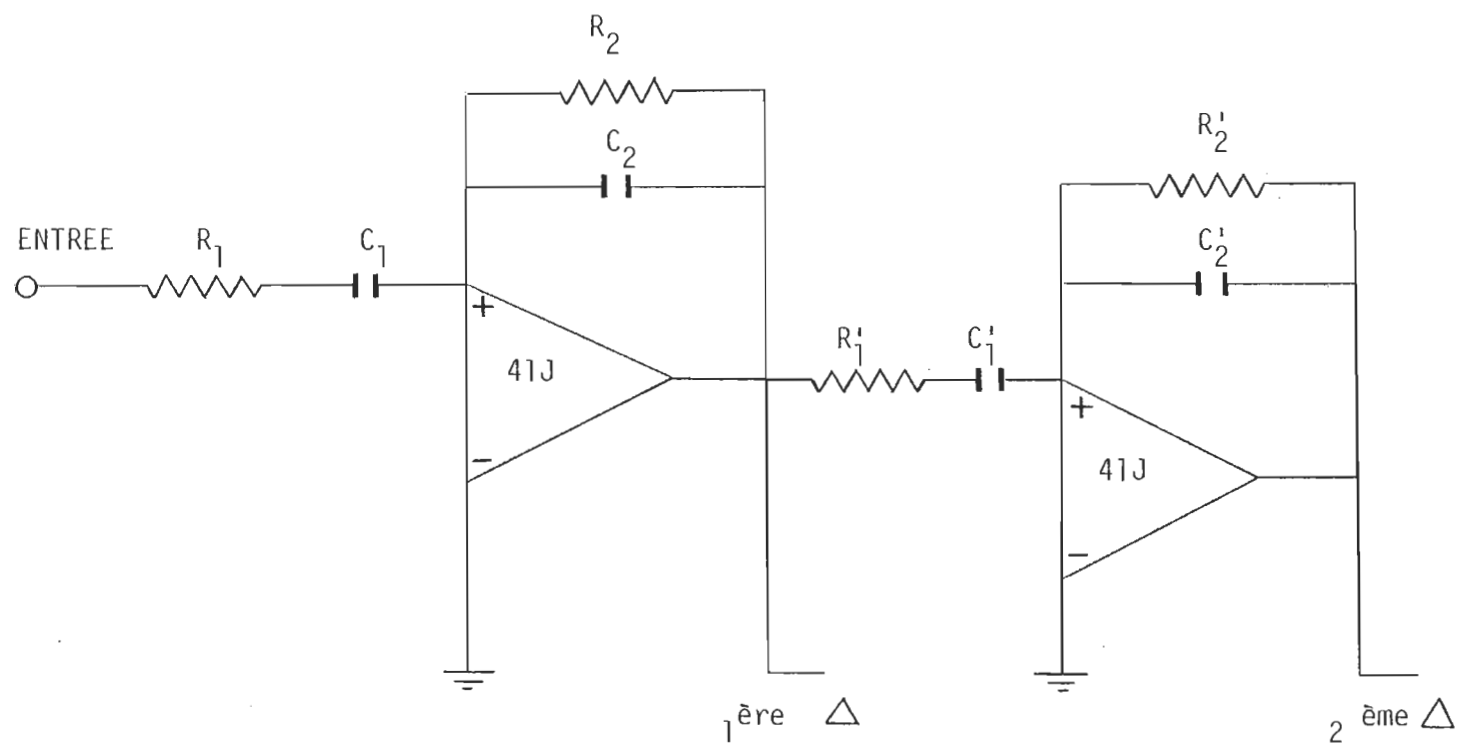 R2
C2
ENTREE
R1
C1
+
41J
−
R'1
C'1
R'2
C'2
+
41J
−
1ère Δ
2ème Δ